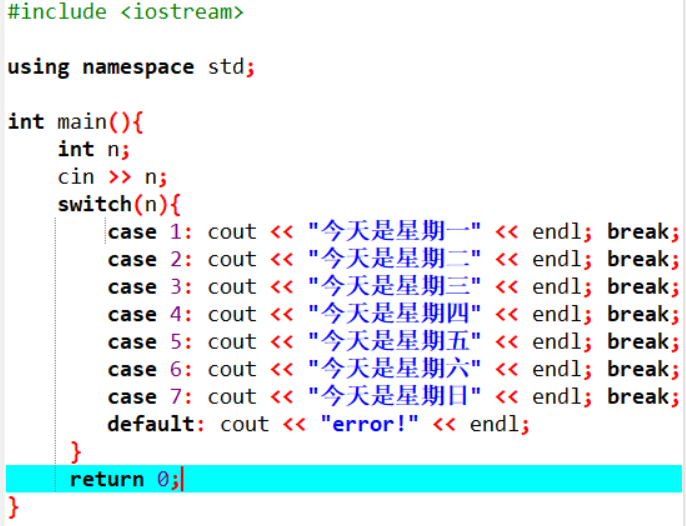 #include <iostream>
using namespace std;
int main(){
int n;
cin >> n;
switch(n){
case 1: cout << "今天是星期一" << endl; break;
case 2: cout << "今天是星期二" << endl; break;
case 3: cout << "今天是星期三" << endl; break;
case 4: cout << "今天是星期四" << endl; break;
case 5: cout << "今天是星期五" << endl; break;
case 6: cout << "今天是星期六" << endl; break;
case 7: cout << "今天是星期日" << endl; break;
default: cout << "error!" << endl;
}
return 0;
}